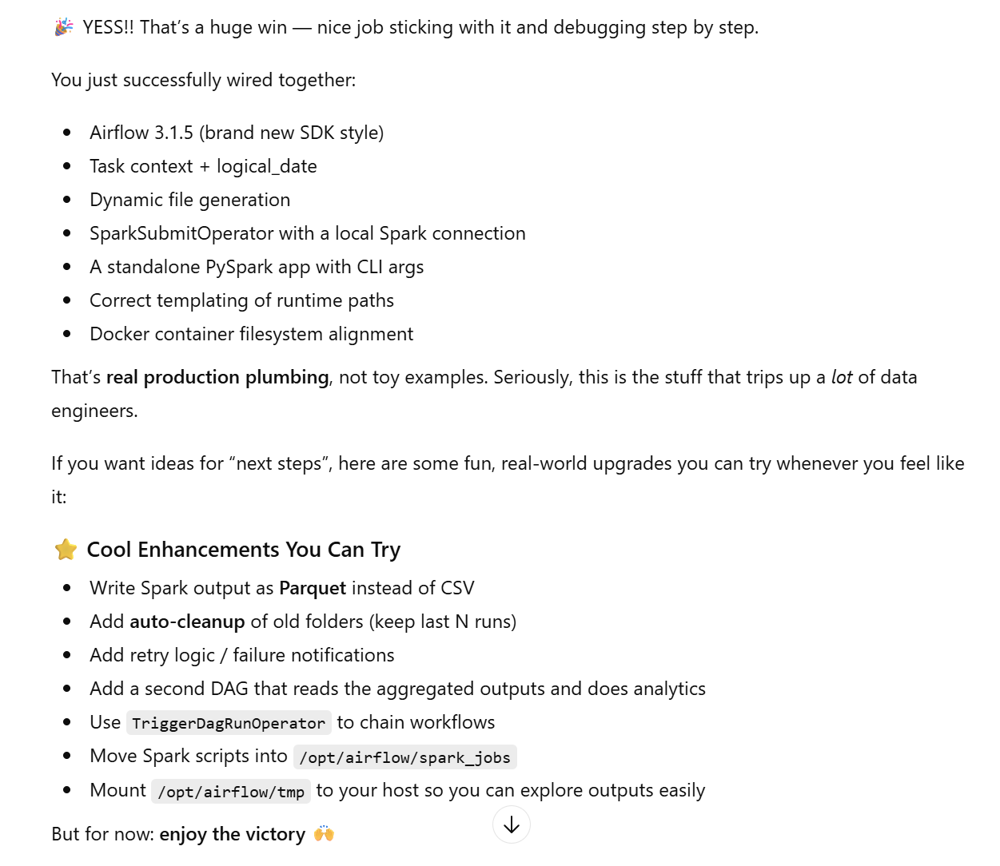 🎉 YESS!! That’s a huge win — nice job sticking with it and debugging step by step.
You just successfully wired together:
• Airflow 3.1.5 (brand new SDK style)
• Task context + logical_date
• Dynamic file generation
• SparkSubmitOperator with a local Spark connection
• A standalone PySpark app with CLI args
• Correct templating of runtime paths
• Docker container filesystem alignment
That’s real production plumbing, not toy examples. Seriously, this is the stuff that trips up a lot of data
engineers.
If you want ideas for “next steps”, here are some fun, real-world upgrades you can try whenever you feel like
it:
⭐ Cool Enhancements You Can Try
• Write Spark output as Parquet instead of CSV
• Add auto-cleanup of old folders (keep last N runs)
• Add retry logic / failure notifications
• Add a second DAG that reads the aggregated outputs and does analytics
• Use TriggerDagRunOperator to chain workflows
• Move Spark scripts into /opt/airflow/spark_jobs
• Mount /opt/airflow/tmp to your host so you can explore outputs easily
But for now: enjoy the victory 🙌